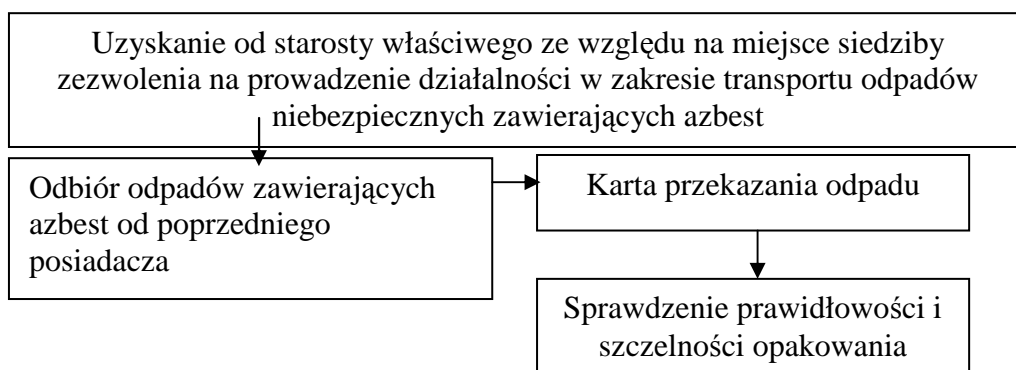 Uzyskanie od starosty właściwego ze względu na miejsce siedziby
zezwolenia na prowadzenie działalności w zakresie transportu odpadów
niebezpiecznych zawierających azbest
Odbiór odpadów zawierających
azbest od poprzedniego
posiadacza
Karta przekazania odpadu
Sprawdzenie prawidłowości i
szczelności opakowania